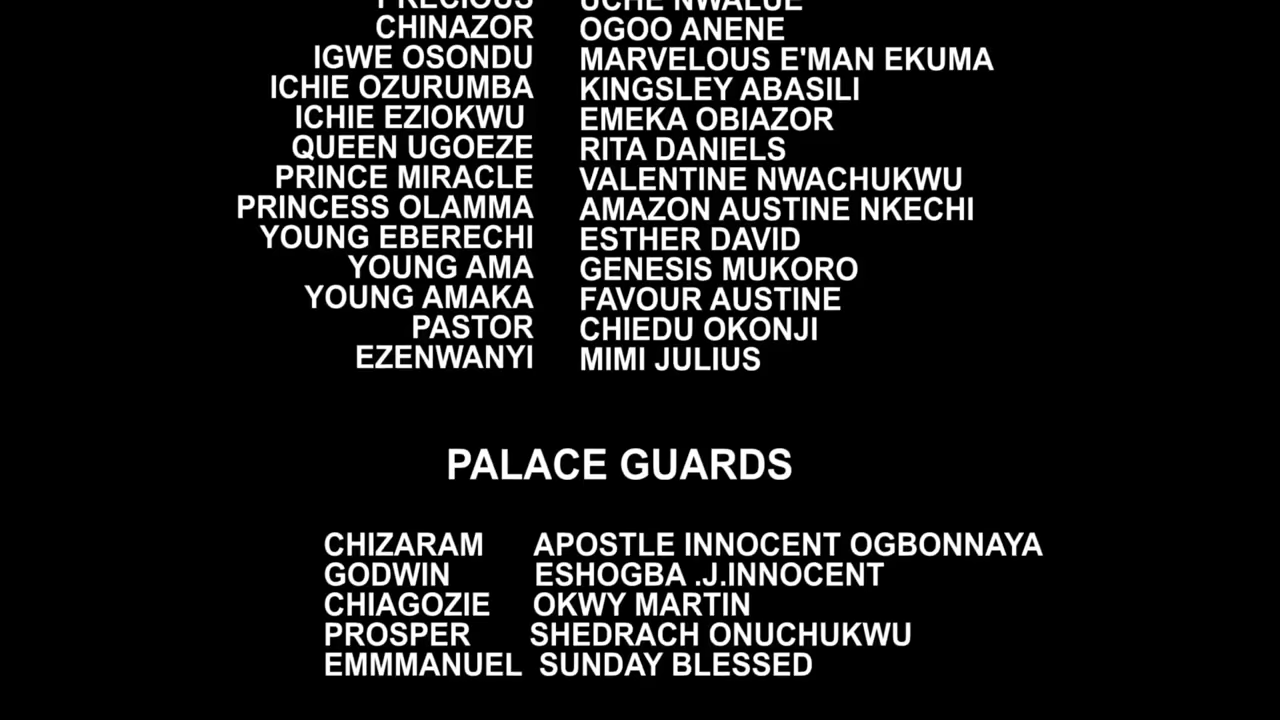 PRECIOUS UCHE NWALUE
CHINAZOR OGOO ANENE
IGWE OSONDU MARVELOUS E'MAN EKUMA
ICHIE OZURUMBA KINGSLEY ABASILI
ICHIE EZIOKWU EMEKA OBIAZOR
QUEEN UGOEZE RITA DANIELS
PRINCE MIRACLE VALENTINE NWACHUKWU
PRINCESS OLAMMA AMAZON AUSTINE NKECHI
YOUNG EBERECHI ESTHER DAVID
YOUNG AMA GENESIS MUKORO
YOUNG AMAKA FAVOUR AUSTINE
PASTOR CHIEDU OKONJI
EZENWANYI MIMI JULIUS
PALACE GUARDS
CHIZARAM APOSTLE INNOCENT OGBONNAYA
GODWIN ESHOGBA .J.INNOCENT
CHIAGOZIE OKWY MARTIN
PROSPER SHEDRACH ONUCHUKWU
EMMMANUEL SUNDAY BLESSED